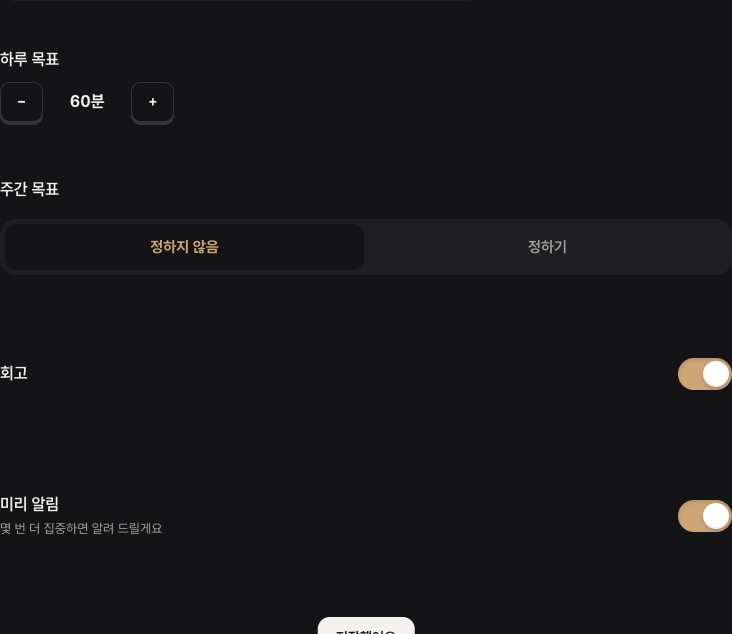 하루 목표
- 60분 +
주간 목표
정하지 않음 정하기
회고
미리 알림
몇 번 더 집중하면 알려 드릴게요